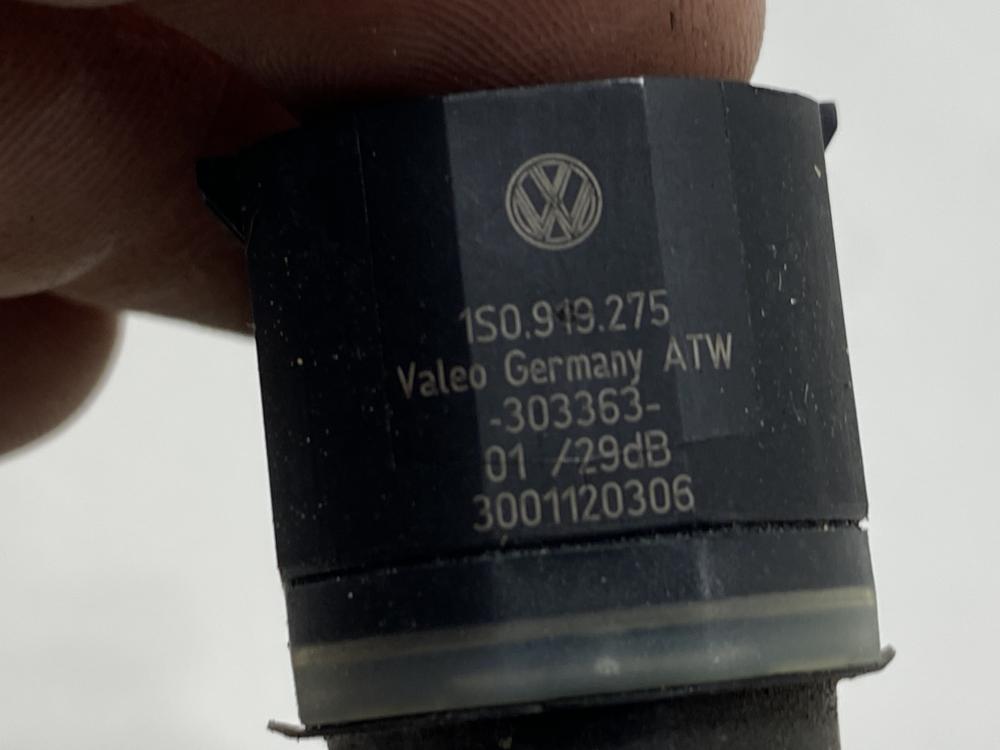 1S0.919.275
Valeo Germany ATW
-303363-
01 /29dB
3001120306